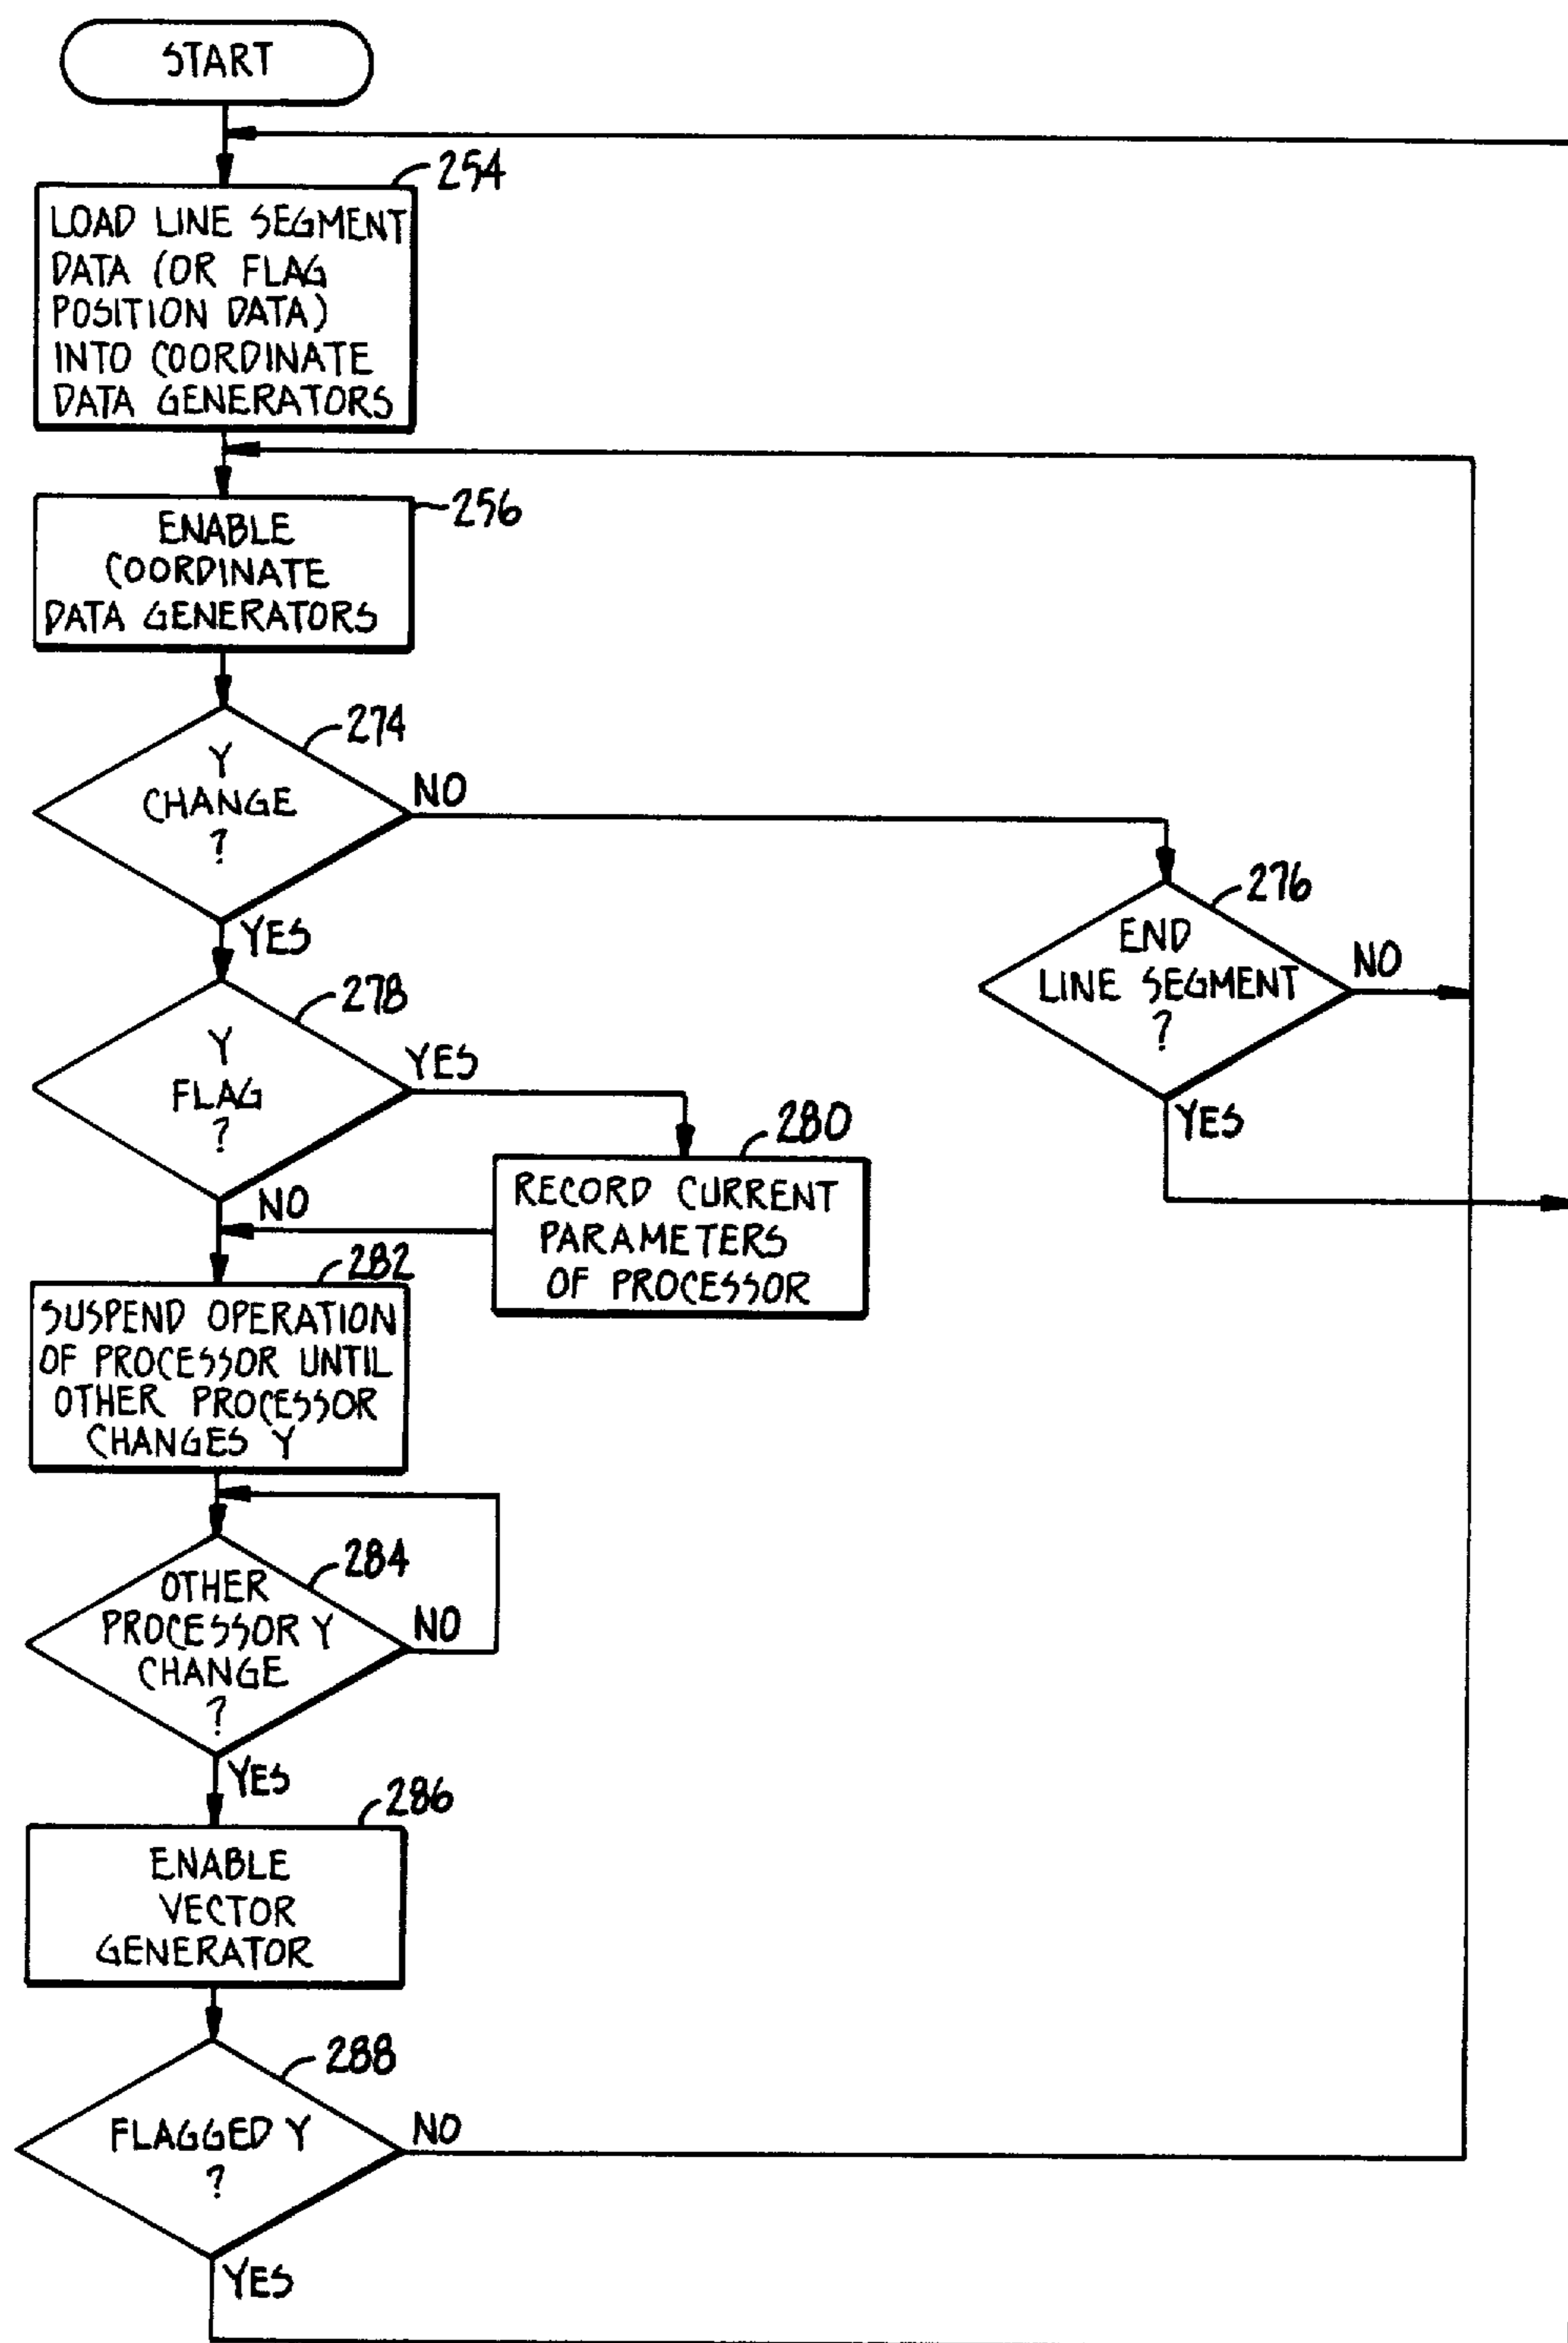 START
254
LOAD LINE SEGMENT
DATA (OR FLAG
POSITION DATA)
INTO COORDINATE
DATA GENERATORS
256
ENABLE
COORDINATE
DATA GENERATORS
274
Y
CHANGE
?
NO
YES
276
END
LINE SEGMENT
?
NO
YES
278
Y
FLAG
?
YES
NO
280
RECORD CURRENT
PARAMETERS
OF PROCESSOR
282
SUSPEND OPERATION
OF PROCESSOR UNTIL
OTHER PROCESSOR
CHANGES Y
284
OTHER
PROCESSOR Y
CHANGE
?
NO
YES
286
ENABLE
VECTOR
GENERATOR
288
FLAGGED Y
?
NO
YES